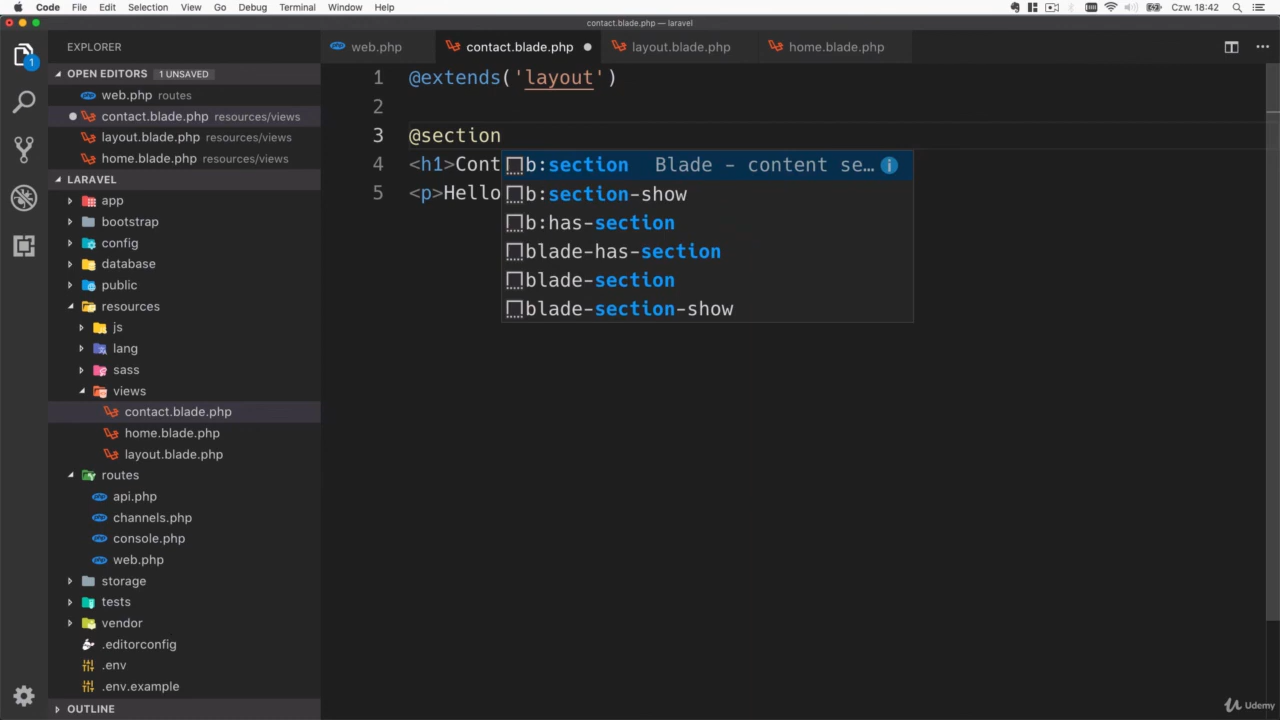 Code File Edit Selection View Go Debug Terminal Window Help Czw. 18:42
contact.blade.php — laravel
EXPLORER
web.php contact.blade.php layout.blade.php home.blade.php
1
OPEN EDITORS 1 UNSAVED
web.php routes
contact.blade.php resources/views
layout.blade.php resources/views
home.blade.php resources/views
LARAVEL
app
bootstrap
config
database
public
resources
js
lang
sass
views
contact.blade.php
home.blade.php
layout.blade.php
routes
api.php
channels.php
console.php
web.php
storage
tests
vendor
.editorconfig
.env
.env.example
OUTLINE
1 @extends('layout')
2
3 @section
4 <h1>Cont
5 <p>Hello
b:section Blade – content se…
b:section-show
b:has-section
blade-has-section
blade-section
blade-section-show
Udemy